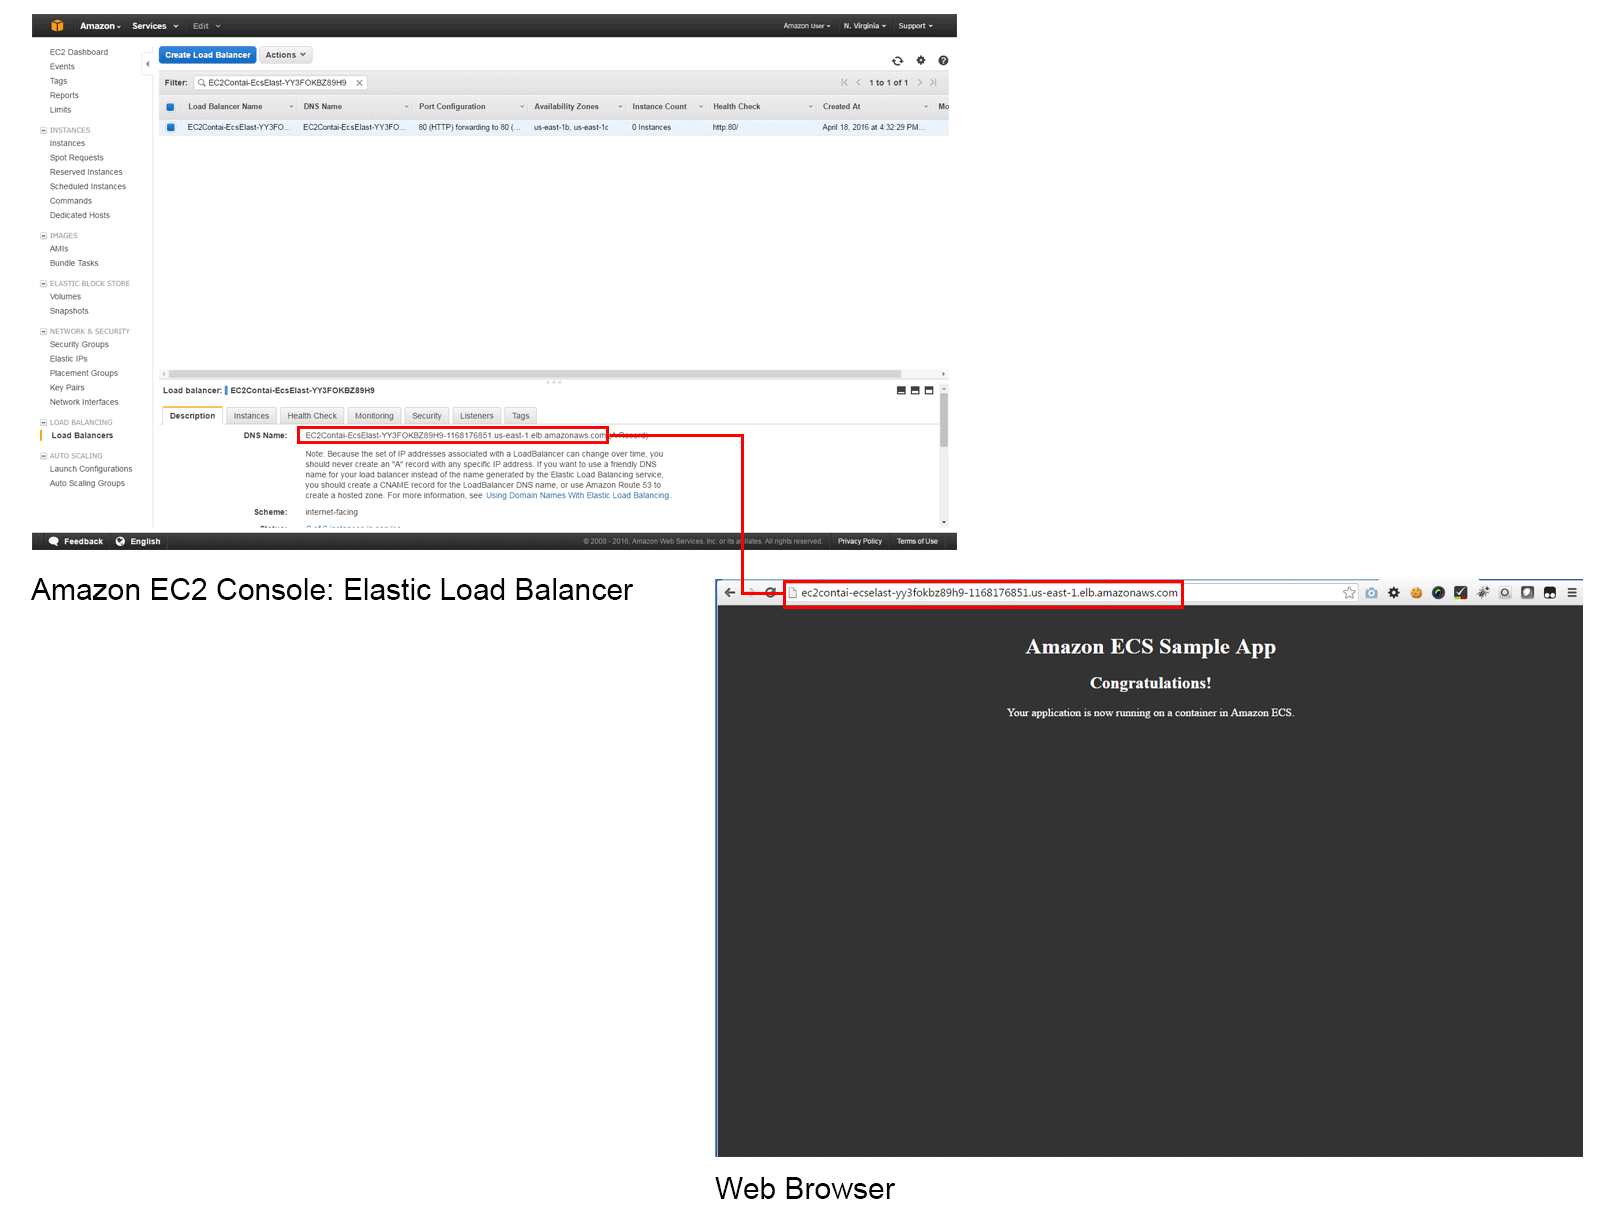 Amazon Services Edit Amazon User N. Virginia Support
EC2 Dashboard
Events
Tags
Reports
Limits
INSTANCES
Instances
Spot Requests
Reserved Instances
Scheduled Instances
Commands
Dedicated Hosts
IMAGES
AMIs
Bundle Tasks
ELASTIC BLOCK STORE
Volumes
Snapshots
NETWORK & SECURITY
Security Groups
Elastic IPs
Placement Groups
Key Pairs
Network Interfaces
LOAD BALANCING
Load Balancers
AUTO SCALING
Launch Configurations
Auto Scaling Groups
Create Load Balancer Actions
Filter: EC2Contai-EcsElast-YY3FOKBZ89H9 1 to 1 of 1
Load Balancer Name DNS Name Port Configuration Availability Zones Instance Count Health Check Created At Mo
EC2Contai-EcsElast-YY3FO... EC2Contai-EcsElast-YY3FO... 80 (HTTP) forwarding to 80 (... us-east-1b, us-east-1c 0 Instances http:80/ April 18, 2016 at 4:32:29 PM...
Load balancer: EC2Contai-EcsElast-YY3FOKBZ89H9
Description Instances Health Check Monitoring Security Listeners Tags
DNS Name: EC2Contai-EcsElast-YY3FOKBZ89H9-1168176851.us-east-1.elb.amazonaws.com (A Record)
Note: Because the set of IP addresses associated with a LoadBalancer can change over time, you
should never create an "A" record with any specific IP address. If you want to use a friendly DNS
name for your load balancer instead of the name generated by the Elastic Load Balancing service,
you should create a CNAME record for the LoadBalancer DNS name, or use Amazon Route 53 to
create a hosted zone. For more information, see Using Domain Names With Elastic Load Balancing.
Scheme: internet-facing
Status: 0 of 0 instances in service
Feedback English © 2008 - 2016, Amazon Web Services, Inc. or its affiliates. All rights reserved. Privacy Policy Terms of Use
Amazon EC2 Console: Elastic Load Balancer
ec2contai-ecselast-yy3fokbz89h9-1168176851.us-east-1.elb.amazonaws.com
Amazon ECS Sample App
Congratulations!
Your application is now running on a container in Amazon ECS.
Web Browser